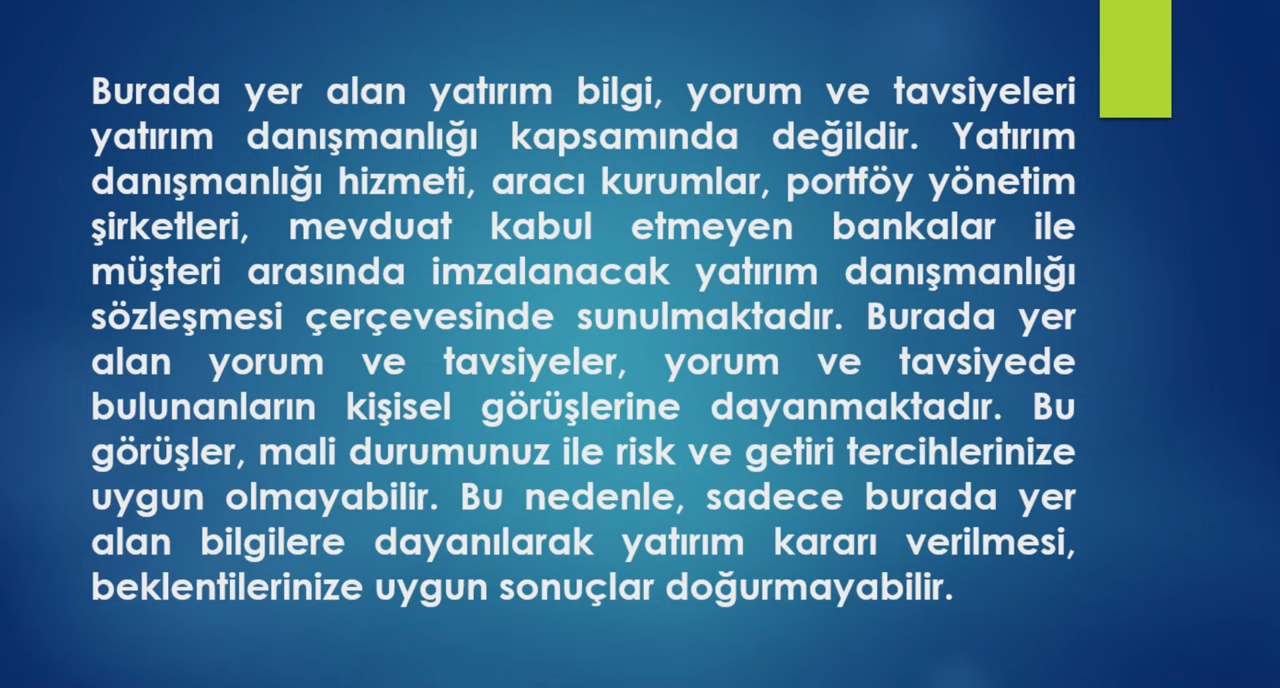 Burada yer alan yatırım bilgi, yorum ve tavsiyeleri
yatırım danışmanlığı kapsamında değildir. Yatırım
danışmanlığı hizmeti, aracı kurumlar, portföy yönetim
şirketleri, mevduat kabul etmeyen bankalar ile
müşteri arasında imzalanacak yatırım danışmanlığı
sözleşmesi çerçevesinde sunulmaktadır. Burada yer
alan yorum ve tavsiyeler, yorum ve tavsiyede
bulunanların kişisel görüşlerine dayanmaktadır. Bu
görüşler, mali durumunuz ile risk ve getiri tercihlerinize
uygun olmayabilir. Bu nedenle, sadece burada yer
alan bilgilere dayanılarak yatırım kararı verilmesi,
beklentilerinize uygun sonuçlar doğurmayabilir.